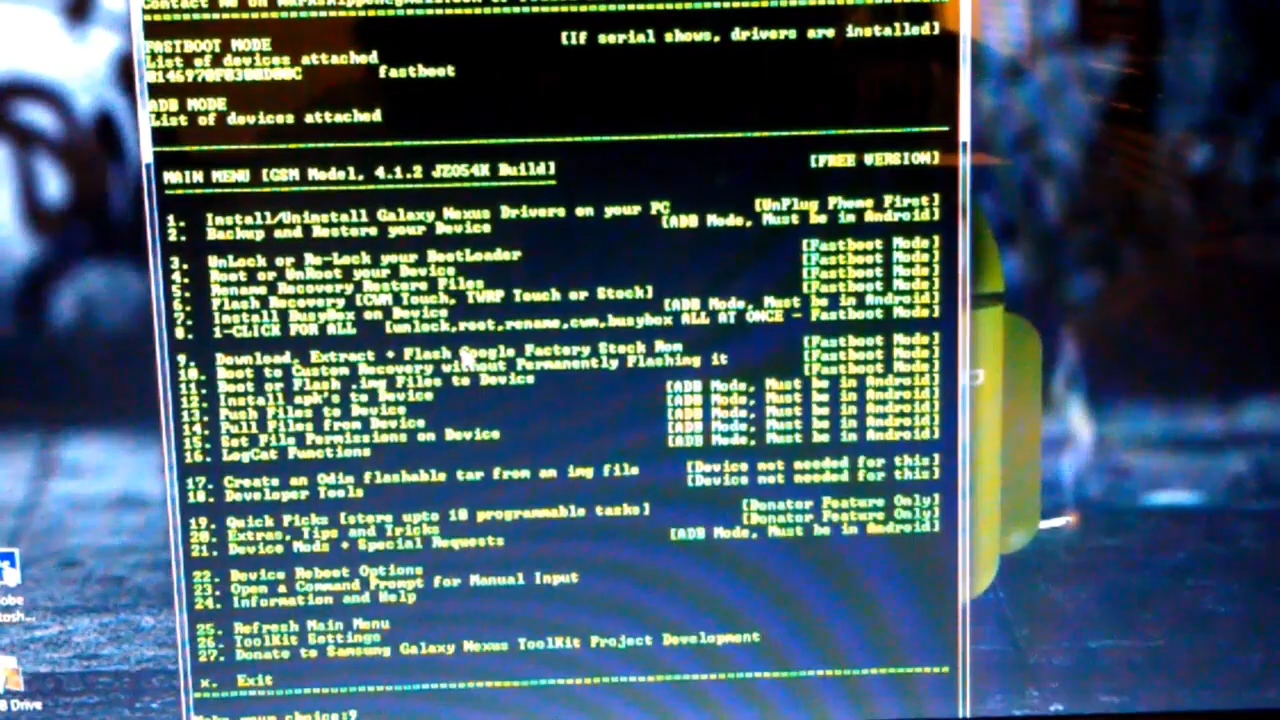 Contact Me on
FASTBOOT MODE [If serial shows, drivers are installed]
List of devices attached
fastboot
ADB MODE
List of devices attached
MAIN MENU [GSM Model, 4.1.2 JZO54K Build] [FREE VERSION]
1. Install/Uninstall Galaxy Nexus Drivers on your PC [UnPlug Phone First]
2. Backup and Restore your Device [ADB Mode, Must be in Android]
3. UnLock or Re-Lock your BootLoader [Fastboot Mode]
4. Root or UnRoot your Device [Fastboot Mode]
5. Rename Recovery Restore Files [Fastboot Mode]
6. Flash Recovery [CWM Touch, TWRP Touch or Stock] [Fastboot Mode]
7. Install BusyBox on Device [ADB Mode, Must be in Android]
8. 1-CLICK FOR ALL [unlock,root,rename,cwm,busybox ALL AT ONCE - Fastboot Mode]
9. Download, Extract + Flash Google Factory Stock Rom [Fastboot Mode]
10. Boot to Custom Recovery without Permanently Flashing it [Fastboot Mode]
11. Boot or Flash .img Files to Device [Fastboot Mode]
12. Install apk's to Device [ADB Mode, Must be in Android]
13. Push Files to Device [ADB Mode, Must be in Android]
14. Pull Files from Device [ADB Mode, Must be in Android]
15. Set File Permissions on Device [ADB Mode, Must be in Android]
16. LogCat Functions [ADB Mode, Must be in Android]
17. Create an Odin flashable tar from an img file [Device not needed for this]
18. Developer Tools [Device not needed for this]
19. Quick Picks [store upto 10 programmable tasks] [Donator Feature Only]
20. Extras, Tips and Tricks [Donator Feature Only]
21. Device Mods + Special Requests [ADB Mode, Must be in Android]
22. Device Reboot Options
23. Open a Command Prompt for Manual Input
24. Information and Help
25. Refresh Main Menu
26. ToolKit Settings
27. Donate to Samsung Galaxy Nexus ToolKit Project Development
x. Exit
Make your choice:9